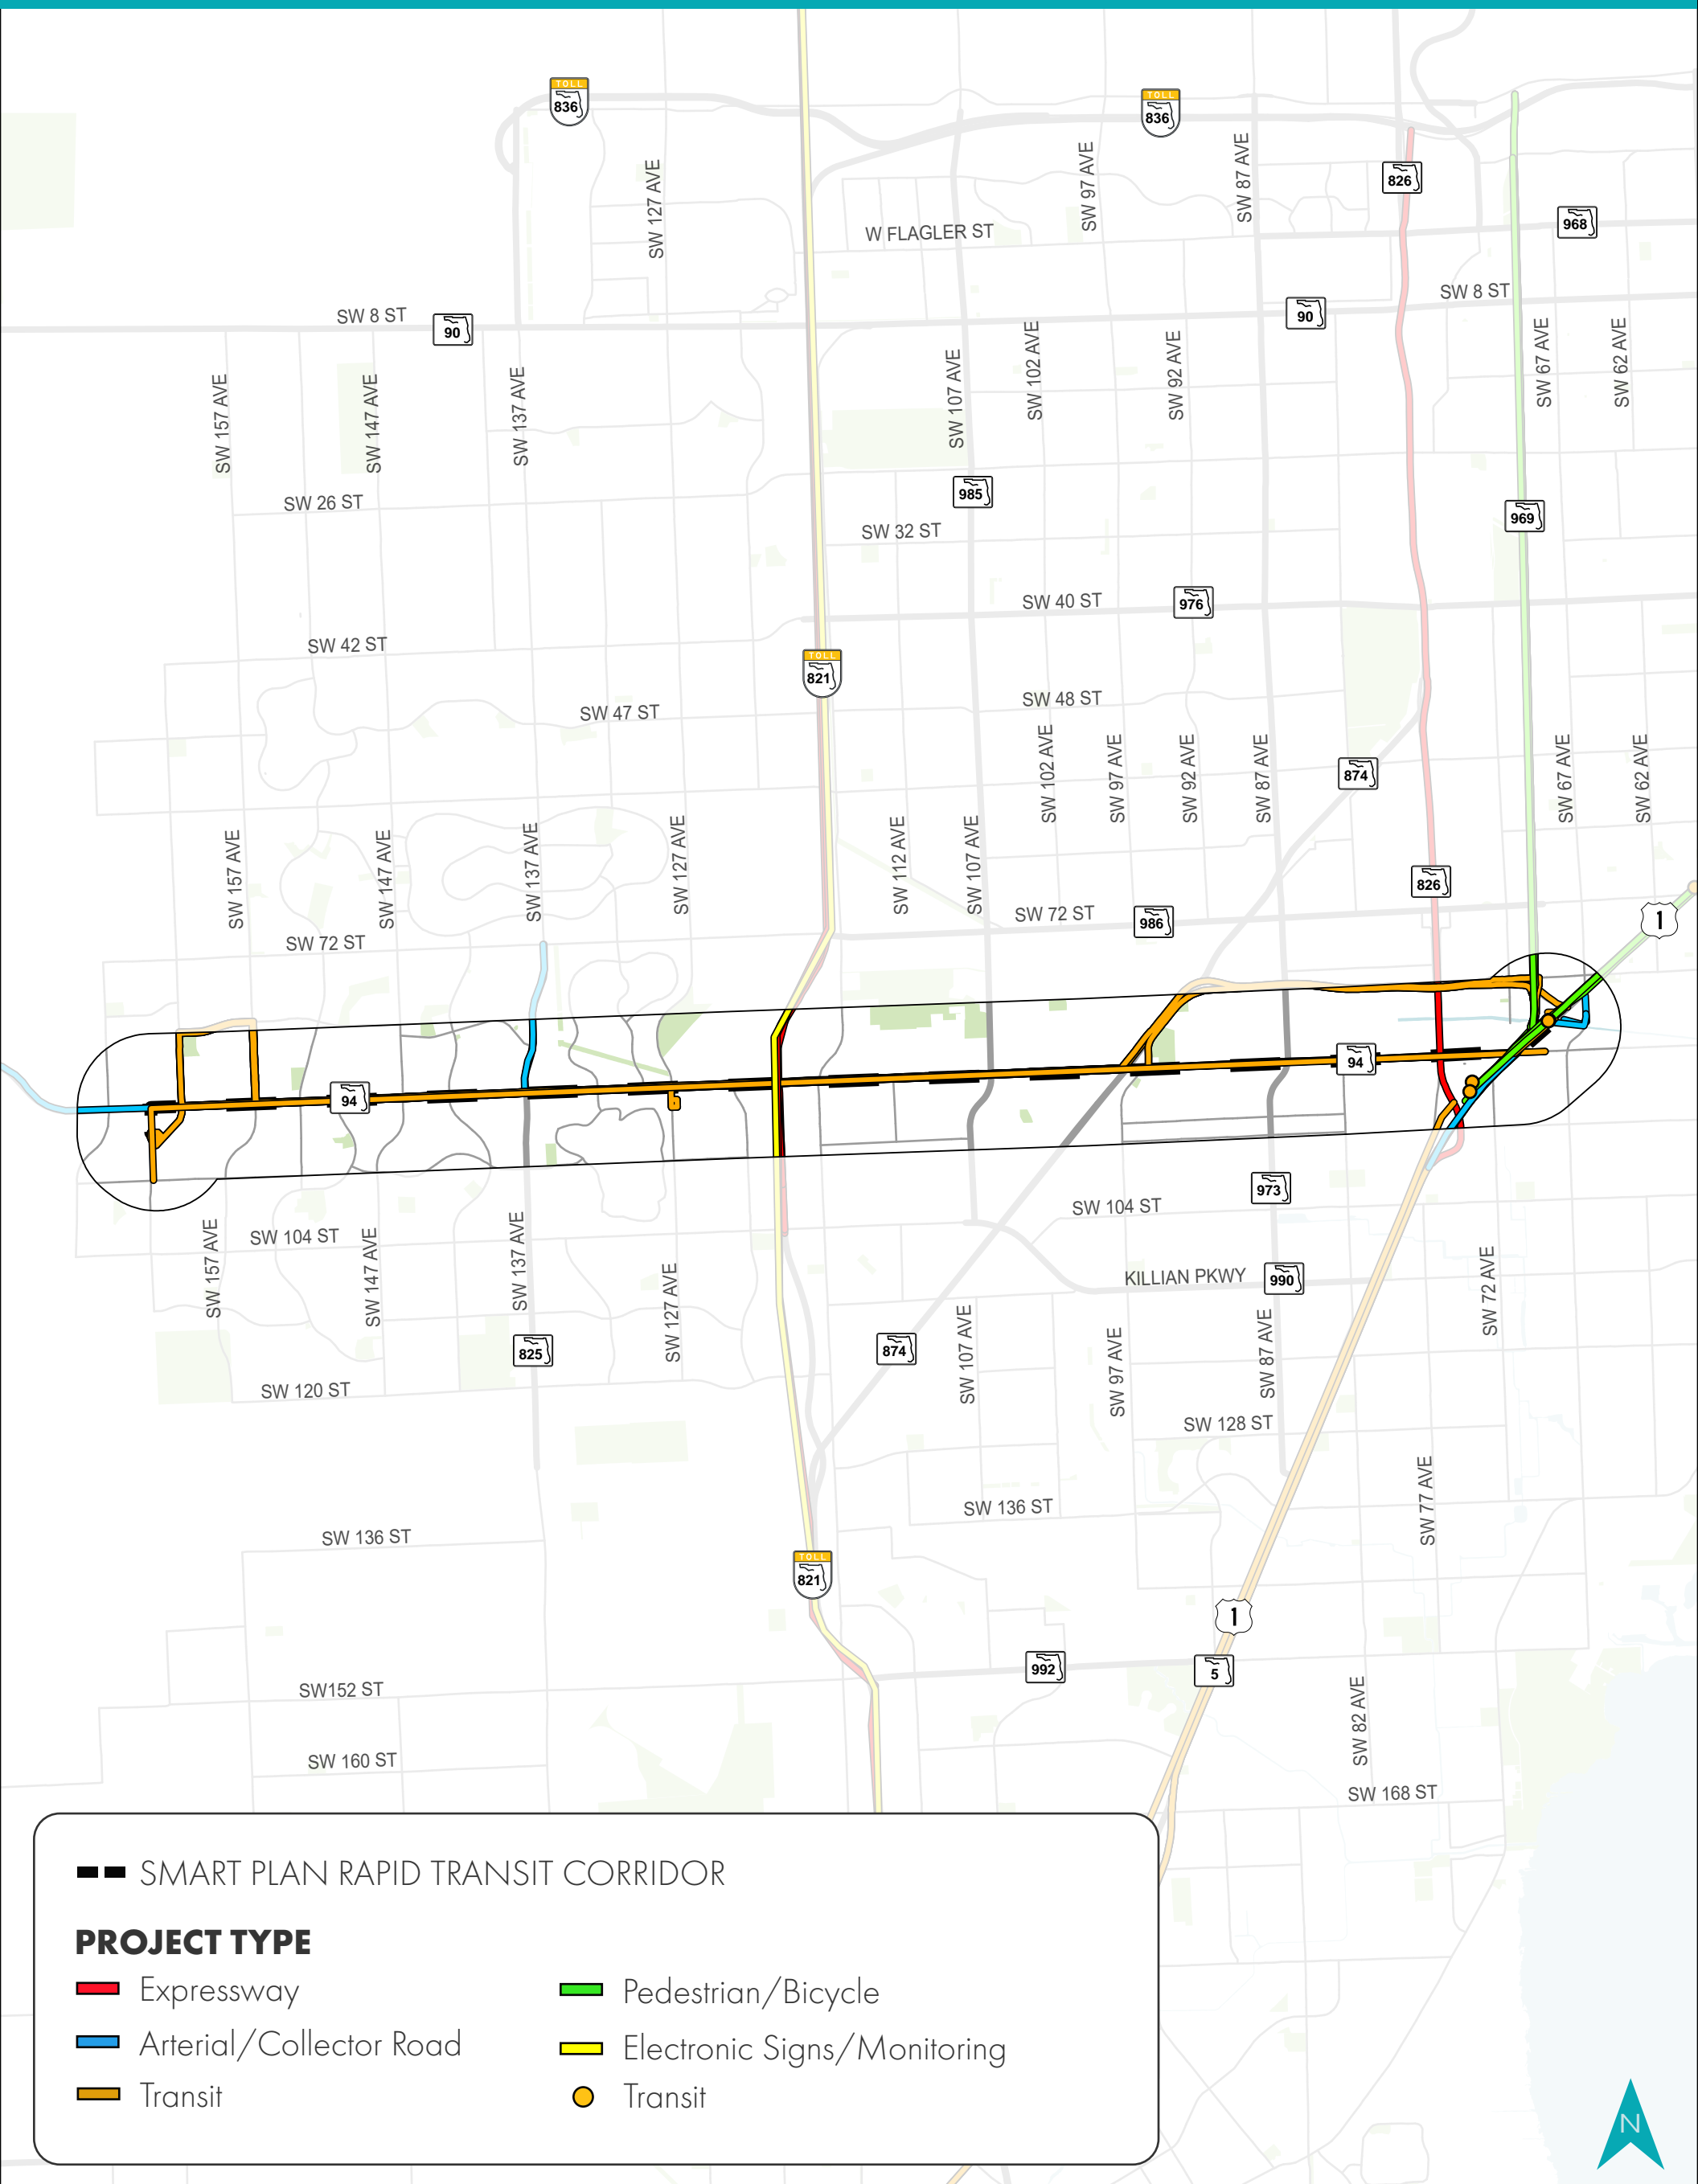 TOLL
836
TOLL
836
826
968
SW 127 AVE
SW 97 AVE
SW 87 AVE
W FLAGLER ST
SW 8 ST
SW 8 ST
90
90
SW 157 AVE
SW 147 AVE
SW 137 AVE
SW 107 AVE
SW 102 AVE
SW 92 AVE
SW 67 AVE
SW 62 AVE
SW 26 ST
985
969
SW 32 ST
SW 40 ST
976
SW 42 ST
TOLL
821
SW 48 ST
SW 47 ST
SW 102 AVE
SW 97 AVE
SW 92 AVE
SW 87 AVE
874
SW 67 AVE
SW 62 AVE
SW 157 AVE
SW 147 AVE
SW 137 AVE
SW 127 AVE
SW 112 AVE
SW 107 AVE
826
SW 72 ST
986
1
SW 72 ST
94
94
973
SW 104 ST
SW 104 ST
SW 157 AVE
SW 147 AVE
SW 137 AVE
SW 127 AVE
KILLIAN PKWY
990
SW 72 AVE
825
874
SW 107 AVE
SW 97 AVE
SW 87 AVE
SW 120 ST
SW 128 ST
SW 77 AVE
SW 136 ST
SW 136 ST
TOLL
821
1
992
5
SW152 ST
SW 82 AVE
SW 160 ST
SW 168 ST
SMART PLAN RAPID TRANSIT CORRIDOR
PROJECT TYPE
Expressway
Arterial/Collector Road
Transit
Pedestrian/Bicycle
Electronic Signs/Monitoring
Transit
N